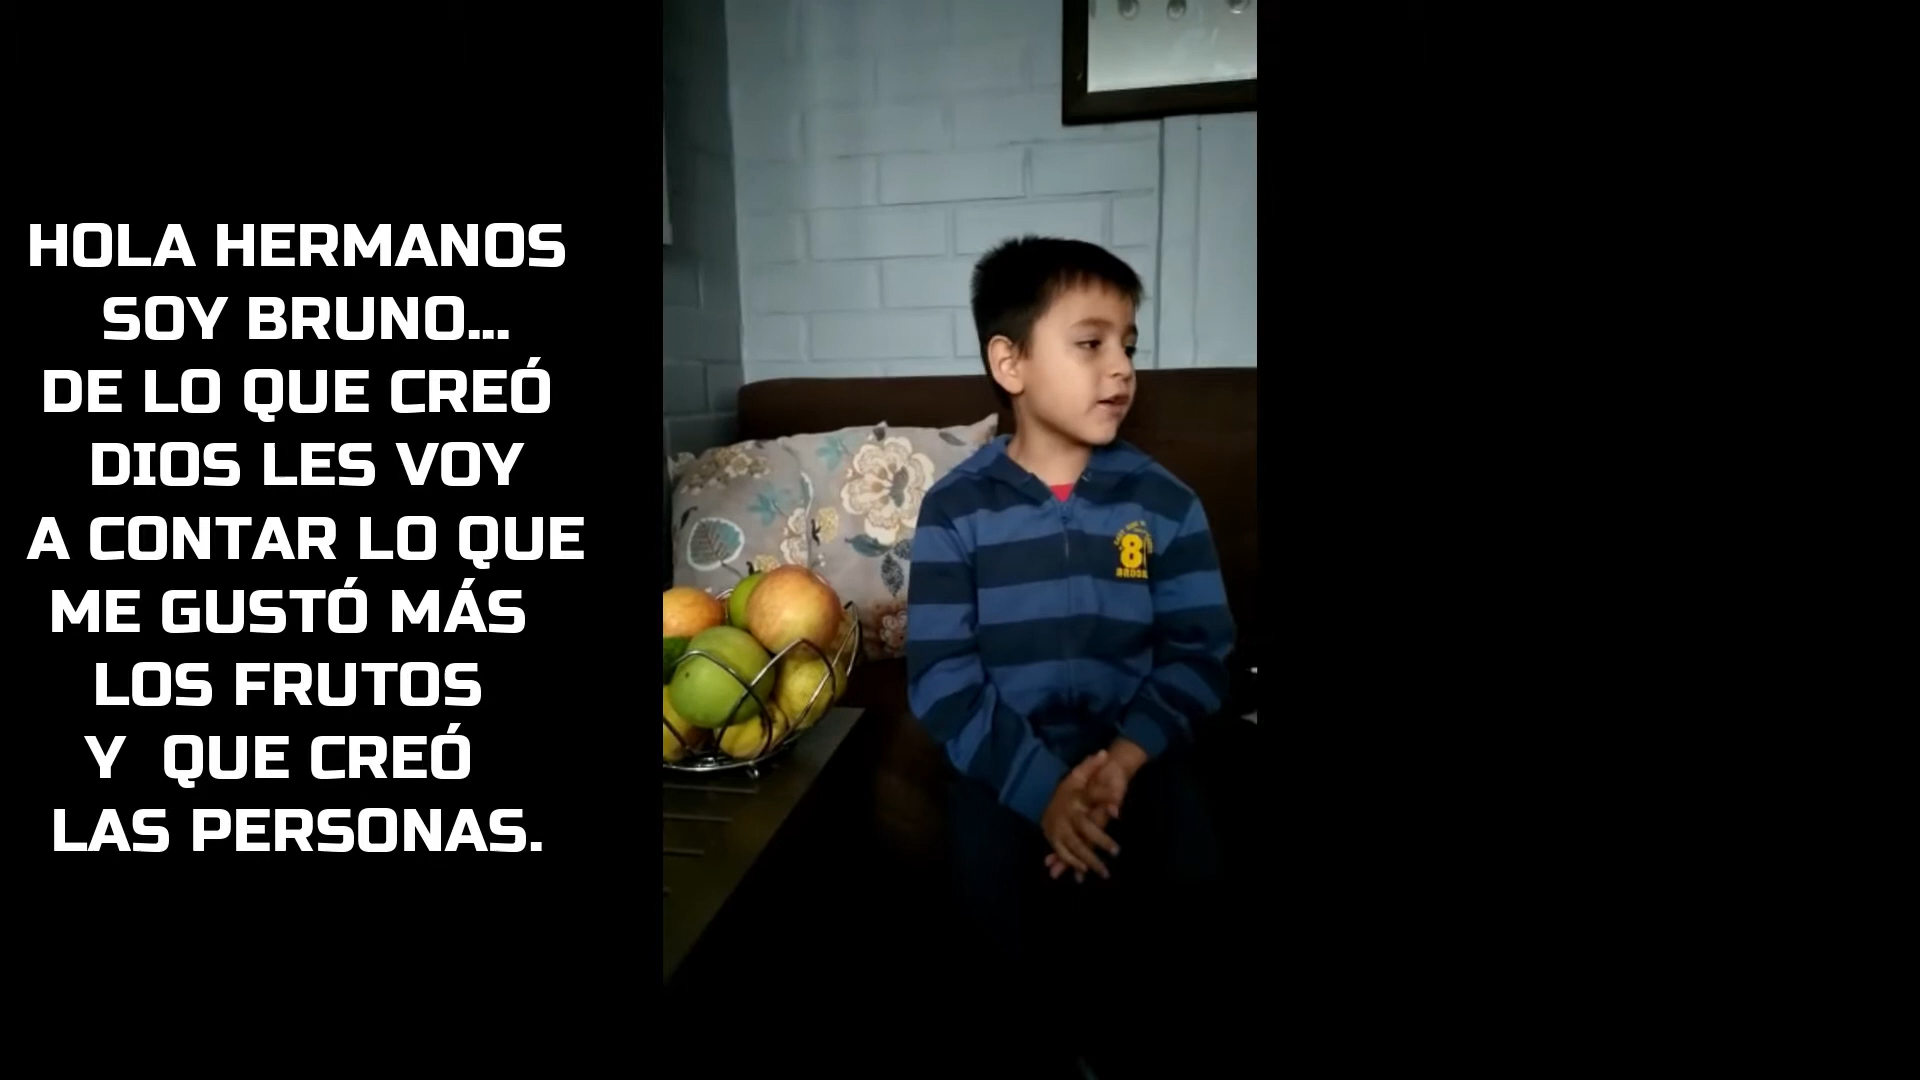 HOLA HERMANOS
SOY BRUNO...
DE LO QUE CREÓ
DIOS LES VOY
A CONTAR LO QUE
ME GUSTÓ MÁS
LOS FRUTOS
Y QUE CREÓ
LAS PERSONAS.
8